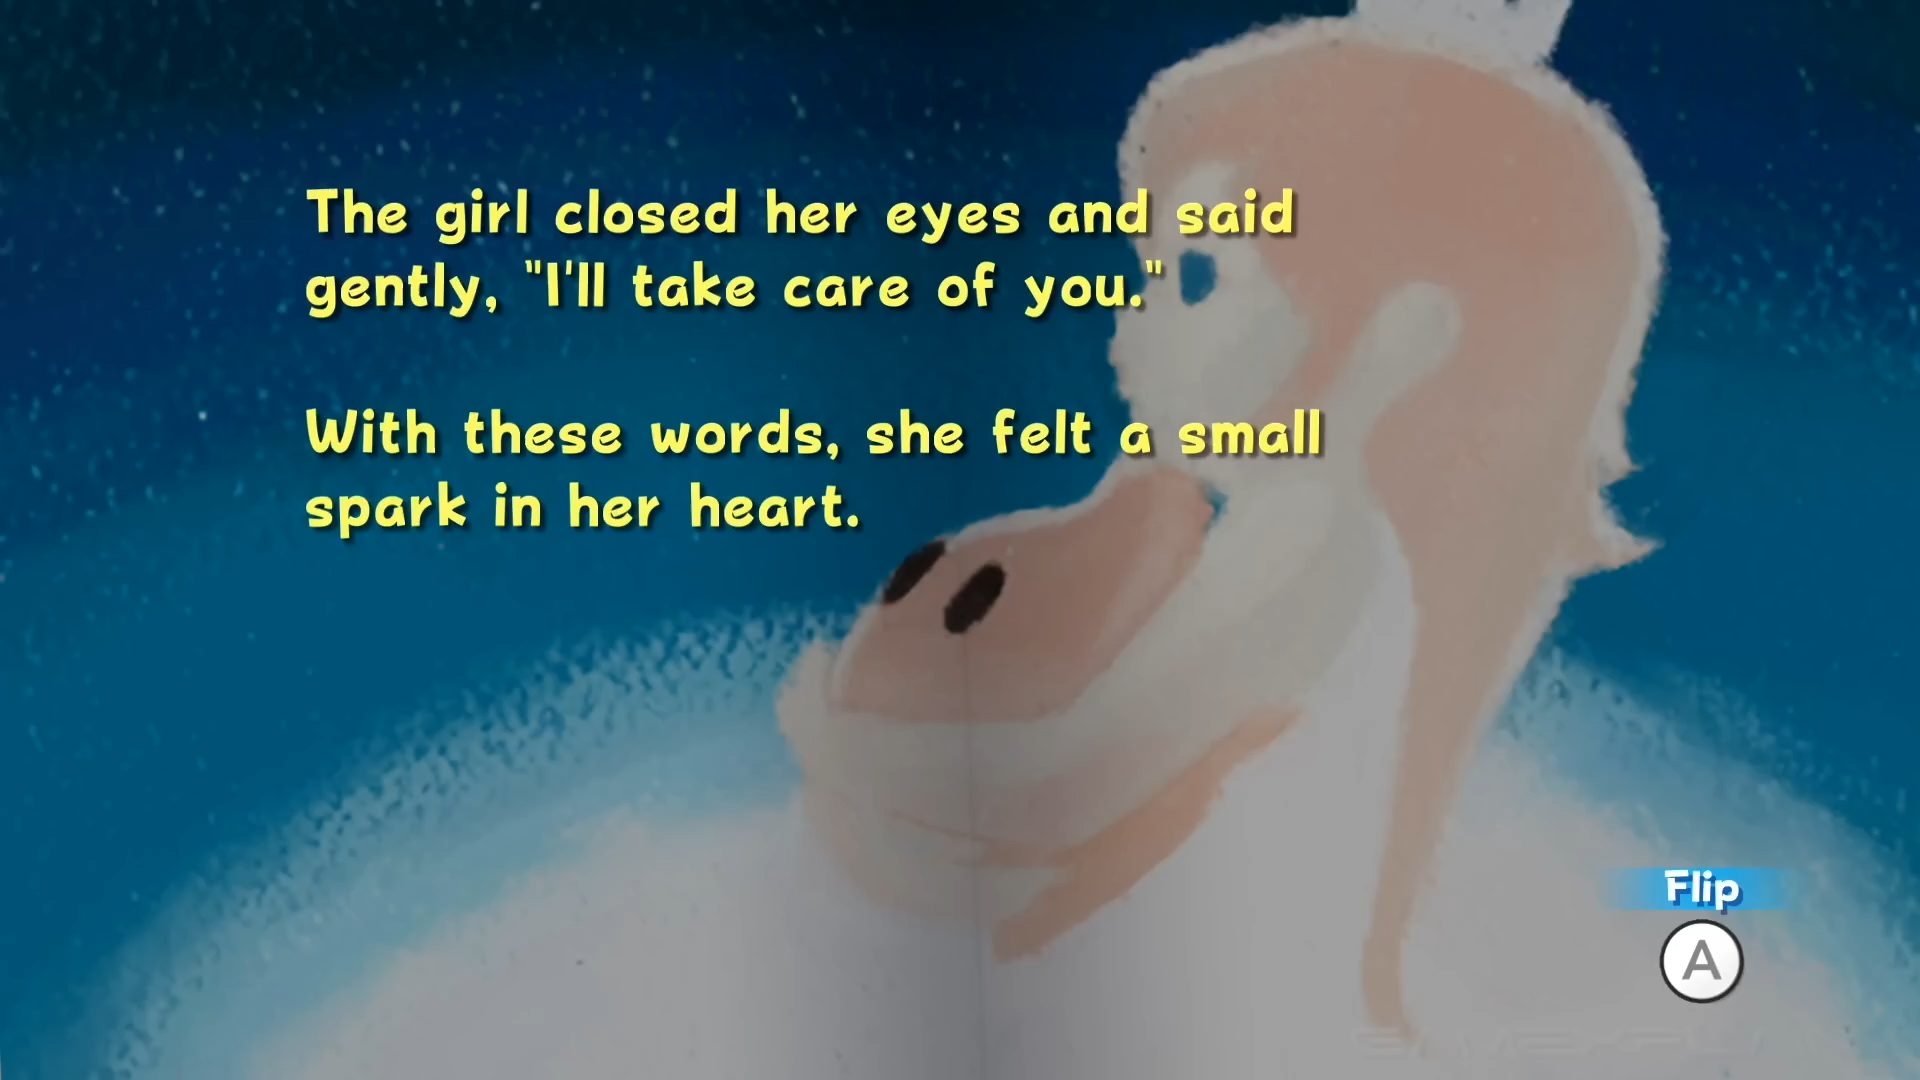 The girl closed her eyes and said
gently, "I'll take care of you."
With these words, she felt a small
spark in her heart.
Flip
A